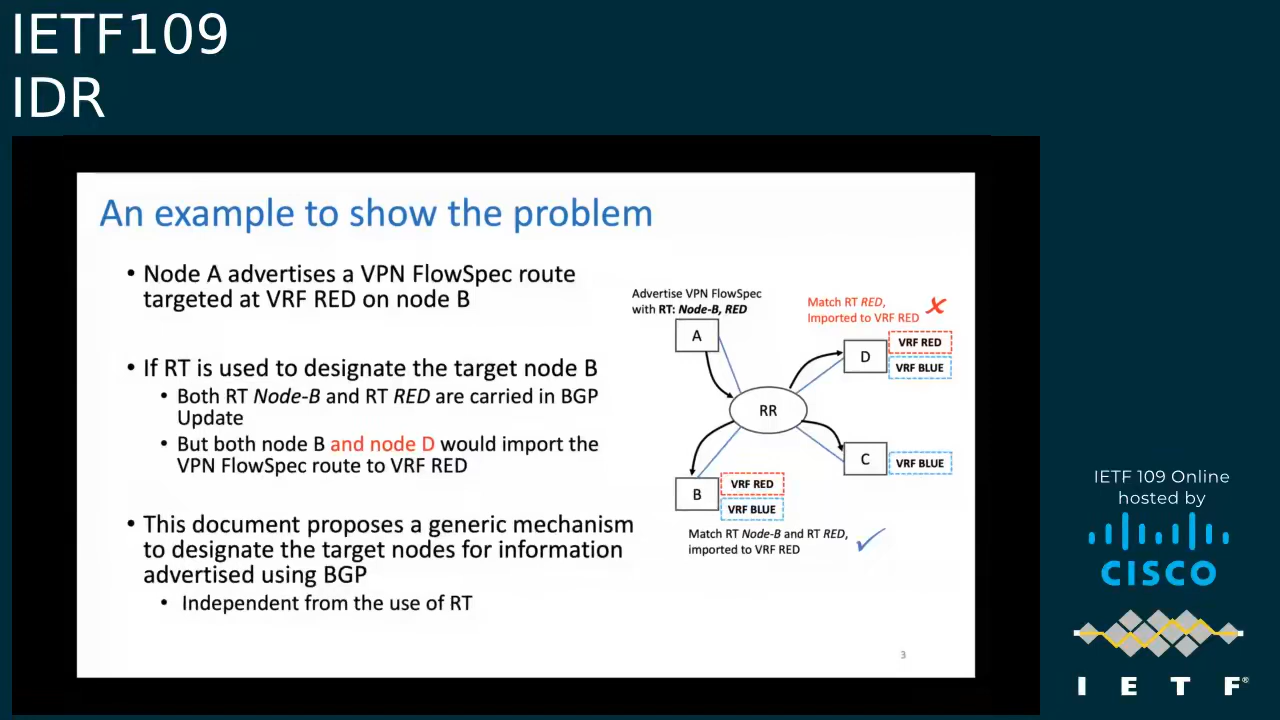 IETF109
IDR
An example to show the problem
• Node A advertises a VPN FlowSpec route
targeted at VRF RED on node B
• If RT is used to designate the target node B
• Both RT Node-B and RT RED are carried in BGP
Update
• But both node B and node D would import the
VPN FlowSpec route to VRF RED
• This document proposes a generic mechanism
to designate the target nodes for information
advertised using BGP
• Independent from the use of RT
Advertise VPN FlowSpec
with RT: Node-B, RED
A
Match RT RED,
Imported to VRF RED
D
VRF RED
VRF BLUE
RR
C
VRF BLUE
B
VRF RED
VRF BLUE
Match RT Node-B and RT RED,
imported to VRF RED
3
IETF 109 Online
hosted by
CISCO
I E T F®